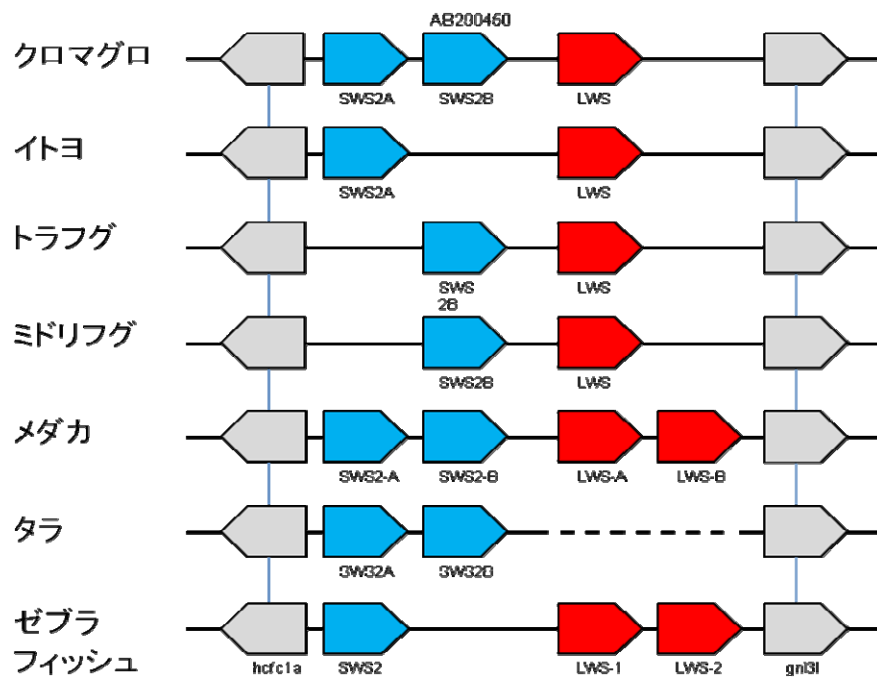 AB200450
クロマグロ
SWS2A SWS2B LWS
イトヨ
SWS2A LWS
トラフグ
SWS
2B
LWS
ミドリフグ
SWS2B LWS
メダカ
SWS2-A SWS2-B LWS-A LWS-B
タラ
SWS2A SWS2B
ゼブラ
フィッシュ
hcfc1a SWS2 LWS-1 LWS-2 gnl3l